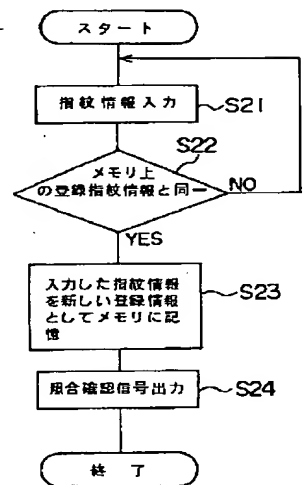 スタート
指紋情報入力
S21
S22
メモリ上
の登録指紋情報と同一
NO
YES
入力した指紋情報
を新しい登録情報
としてメモリに記
憶
S23
照合確認信号出力
S24
終了